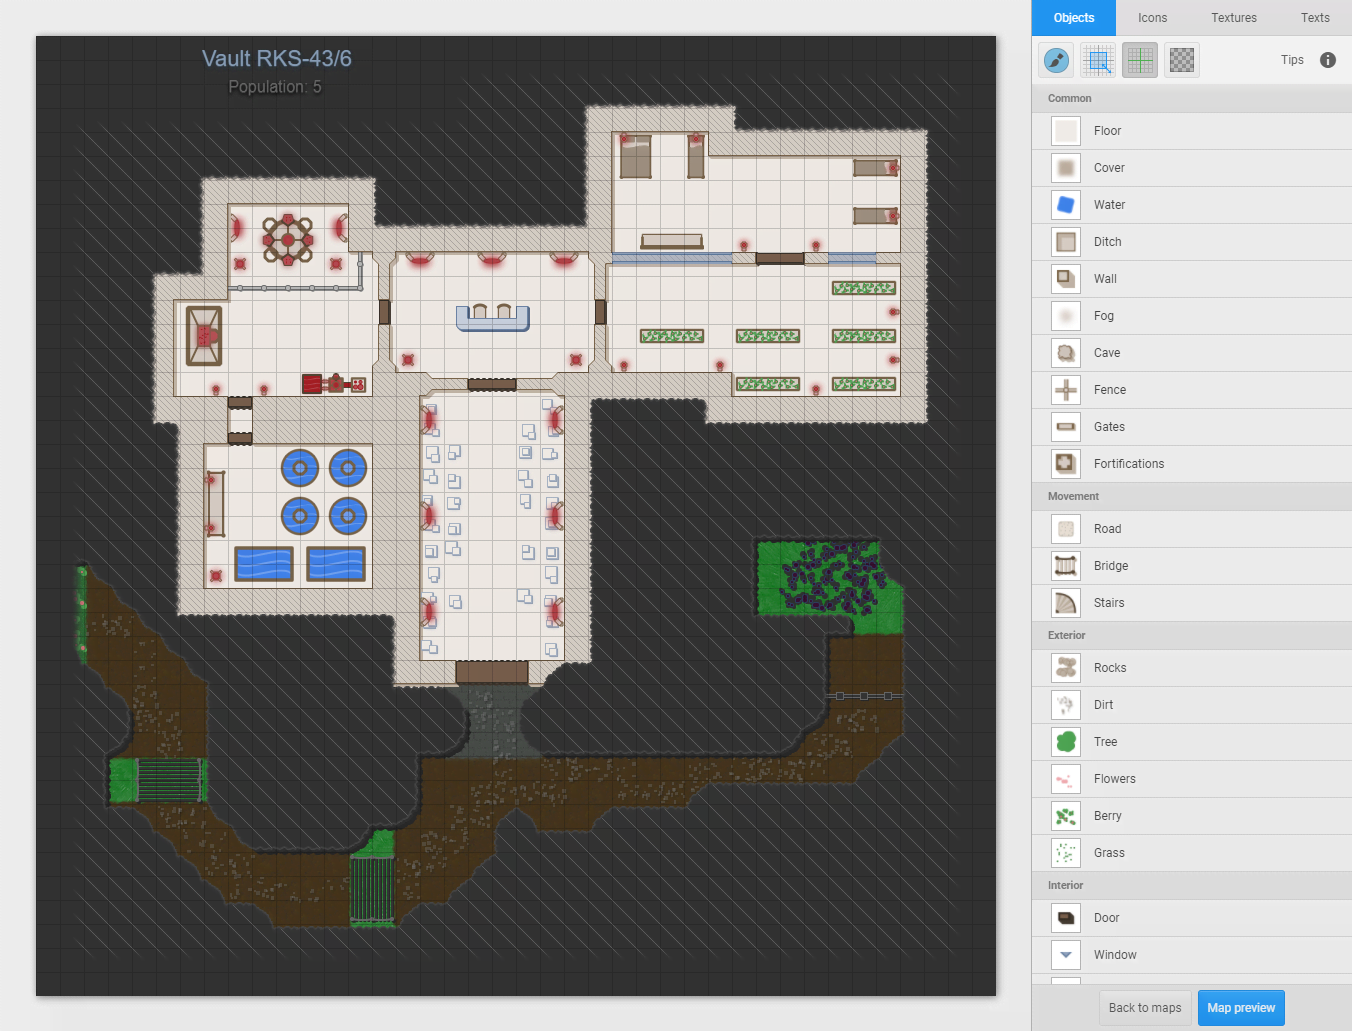 Vault RKS-43/6
Population: 5
Objects
Icons
Textures
Texts
Tips
Common
Floor
Cover
Water
Ditch
Wall
Fog
Cave
Fence
Gates
Fortifications
Movement
Road
Bridge
Stairs
Exterior
Rocks
Dirt
Tree
Flowers
Berry
Grass
Interior
Door
Window
Back to maps
Map preview